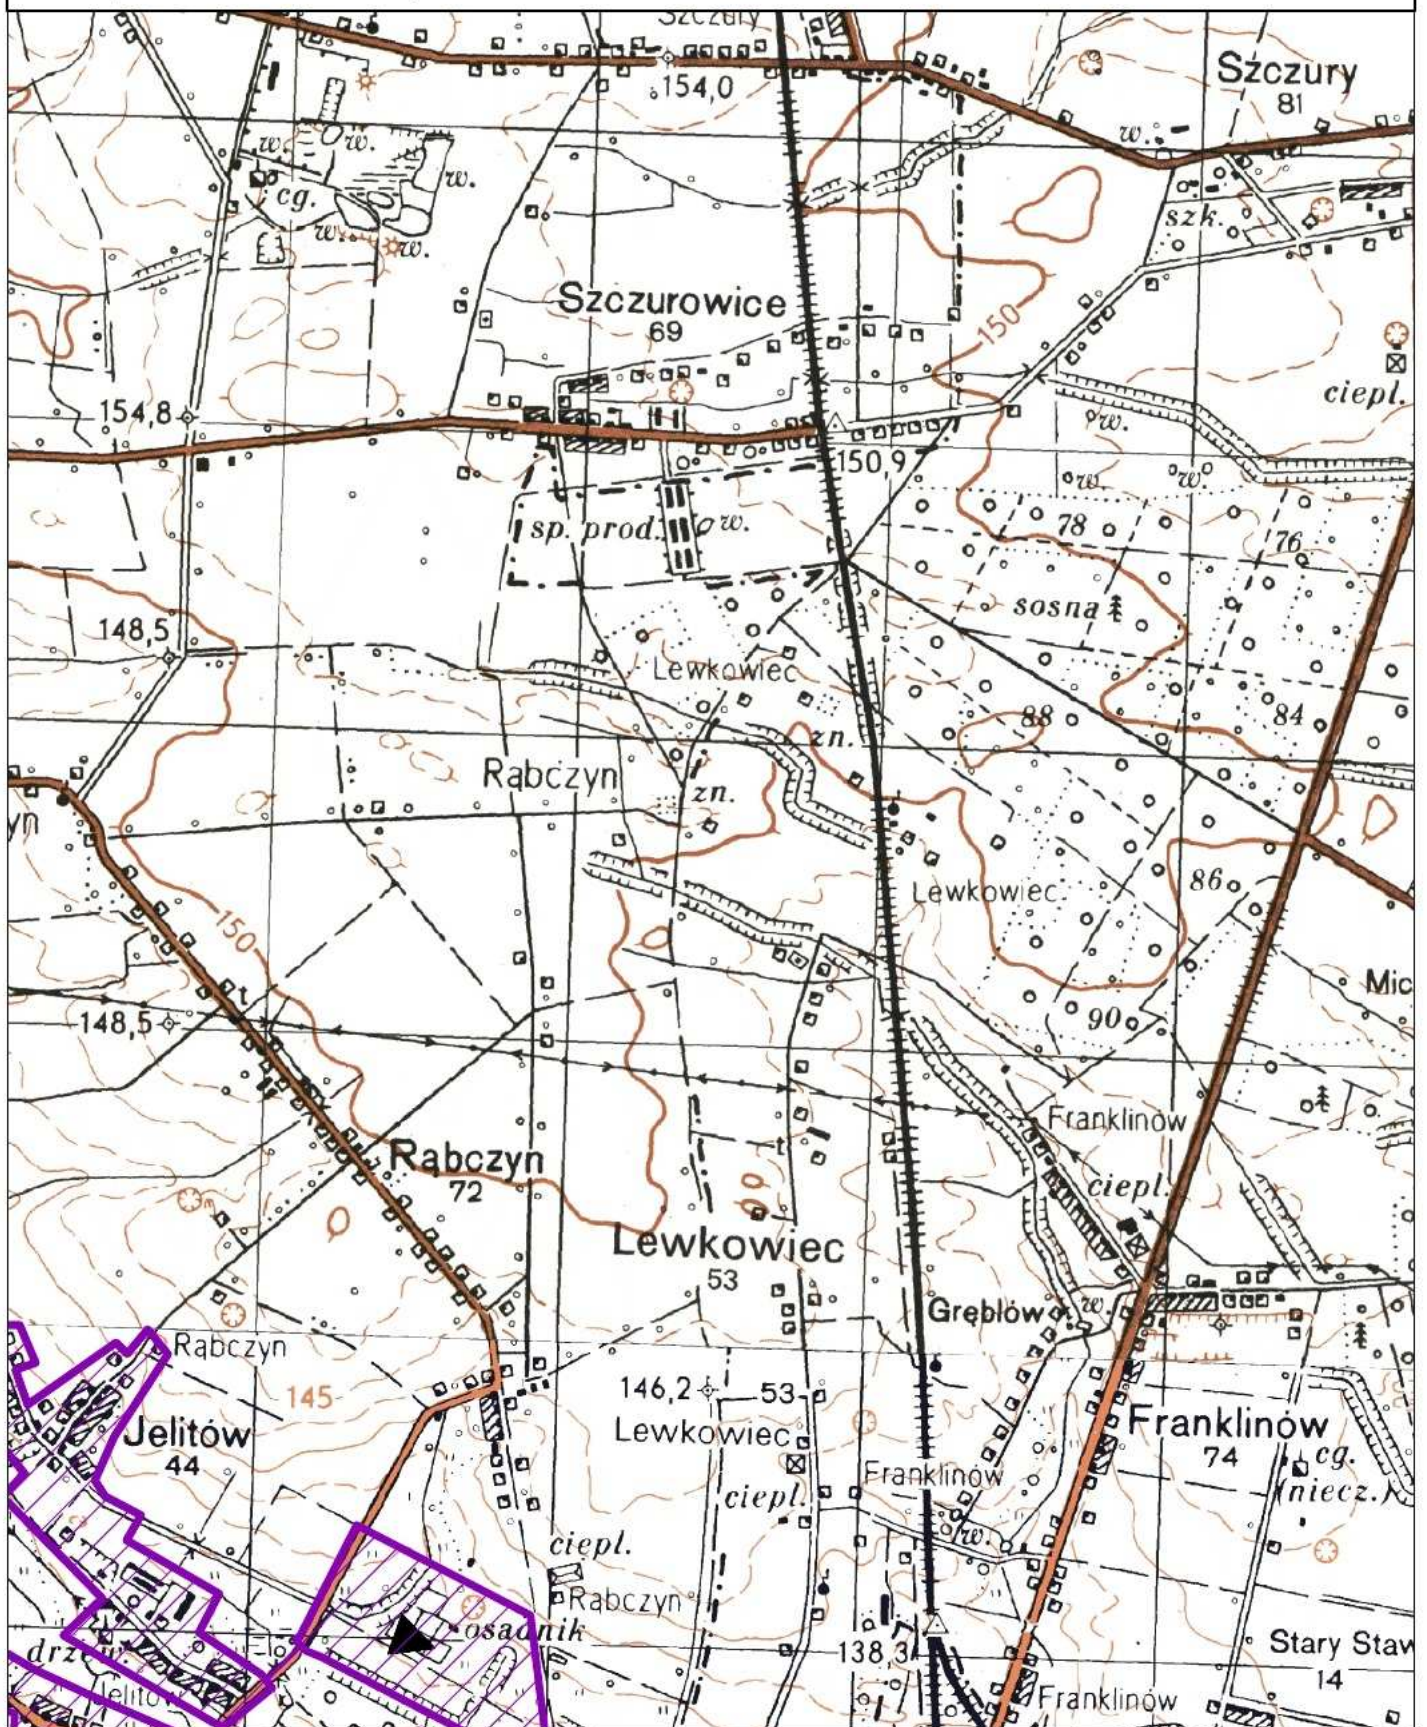 Szczury
154,0
Szczury
81
w.
w.
w.
w.
cg.
szk.
w.
w.
Szczurowice
69
150
154,8
ciepl.
w.
150,9
w.
w.
sp. prod.
w.
78
76
sosna
148,5
Lewkowiec
88
84
zn.
Rąbczyn
zn.
yn
86
Lewkowiec
150
Mic
148,5
t
90
Franklinów
t
Rąbczyn
72
ciepl.
Lewkowiec
53
Gręblów
w.
Rąbczyn
145
146,2
53
Jelitów
44
Lewkowiec
Franklinów
74
cg.
(niecz.)
Franklinów
ciepl.
w.
ciepl.
Rąbczyn
osadnik
138,3
Stary Staw
14
Jelitów
Franklinów